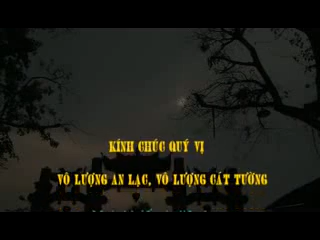 KÍNH CHÚC QUÝ VỊ
VÔ LƯỢNG AN LẠC, VÔ LƯỢNG CÁT TƯỜNG